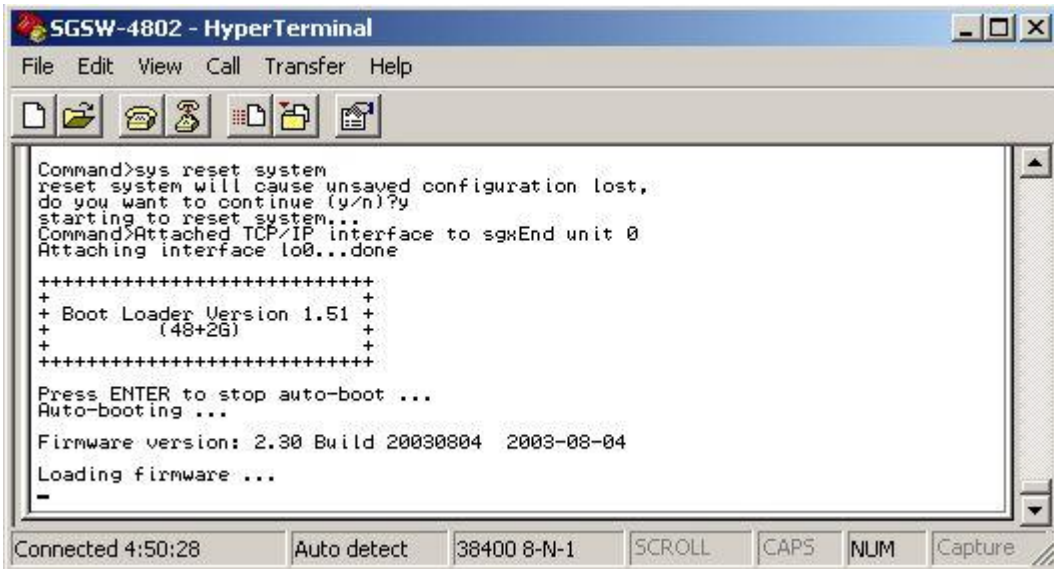 SGSW-4802 - HyperTerminal
File Edit View Call Transfer Help
Command>sys reset system
reset system will cause unsaved configuration lost,
do you want to continue (y/n)?y
starting to reset system...
Command>Attached TCP/IP interface to sgxEnd unit 0
Attaching interface lo0...done
++++++++++++++++++++++++++++
+                          +
+ Boot Loader Version 1.51 +
+         (48+2G)          +
+                          +
++++++++++++++++++++++++++++
Press ENTER to stop auto-boot ...
Auto-booting ...
Firmware version: 2.30 Build 20030804  2003-08-04
Loading firmware ...
Connected 4:50:28 Auto detect 38400 8-N-1 SCROLL CAPS NUM Capture